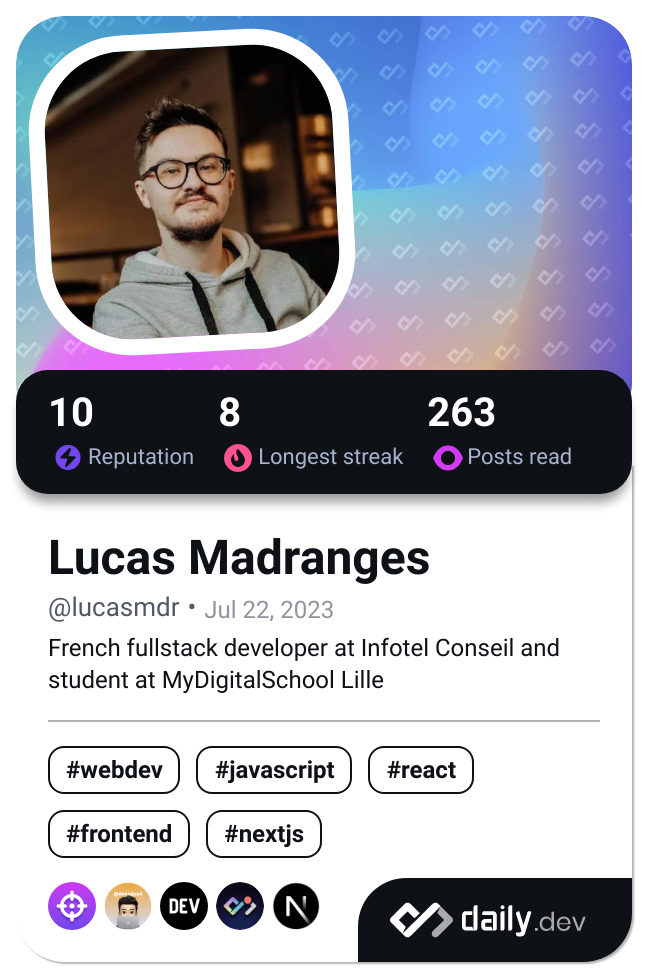 10 8 263
Reputation Longest streak Posts read
Lucas Madranges
@lucasmdr • Jul 22, 2023
French fullstack developer at Infotel Conseil and
student at MyDigitalSchool Lille
#webdev #javascript #react
#frontend #nextjs
DEV N
daily.dev